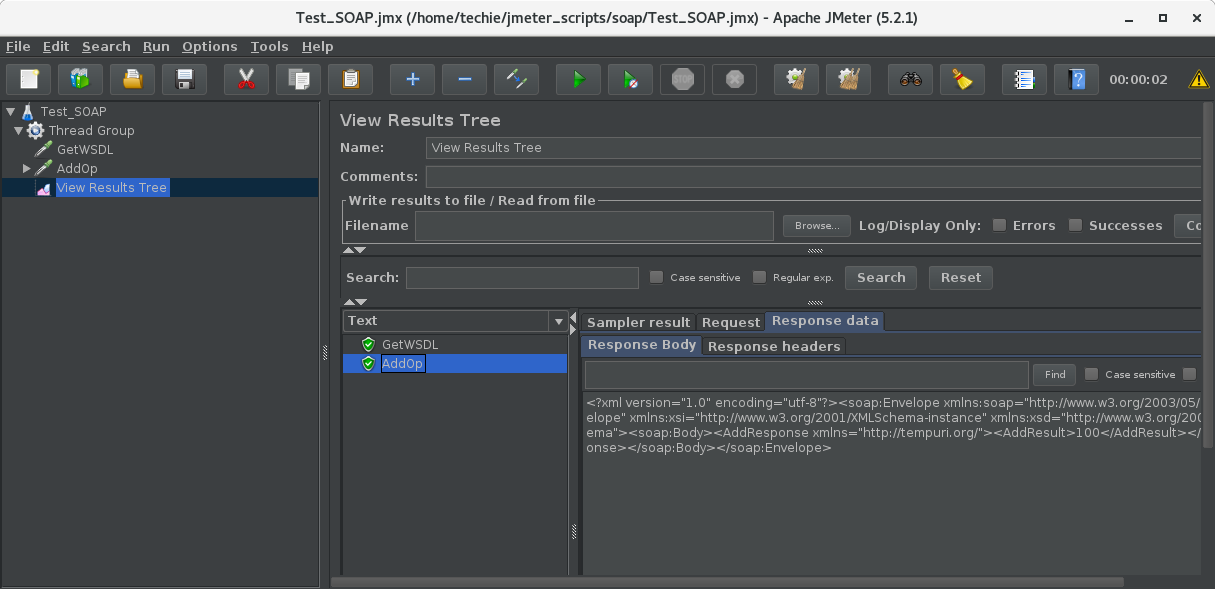 Test_SOAP.jmx (/home/techie/jmeter_scripts/soap/Test_SOAP.jmx) - Apache JMeter (5.2.1)
File Edit Search Run Options Tools Help
STOP
00:00:02
Test_SOAP
Thread Group
GetWSDL
AddOp
View Results Tree
View Results Tree
Name: View Results Tree
Comments:
Write results to file / Read from file
Filename Browse... Log/Display Only: Errors Successes Co
Search: Case sensitive Regular exp. Search Reset
Text
GetWSDL
AddOp
Sampler result Request Response data
Response Body Response headers
Find Case sensitive
<?xml version="1.0" encoding="utf-8"?><soap:Envelope xmlns:soap="http://www.w3.org/2003/05/
elope" xmlns:xsi="http://www.w3.org/2001/XMLSchema-instance" xmlns:xsd="http://www.w3.org/200
ema"><soap:Body><AddResponse xmlns="http://tempuri.org/"><AddResult>100</AddResult></
onse></soap:Body></soap:Envelope>